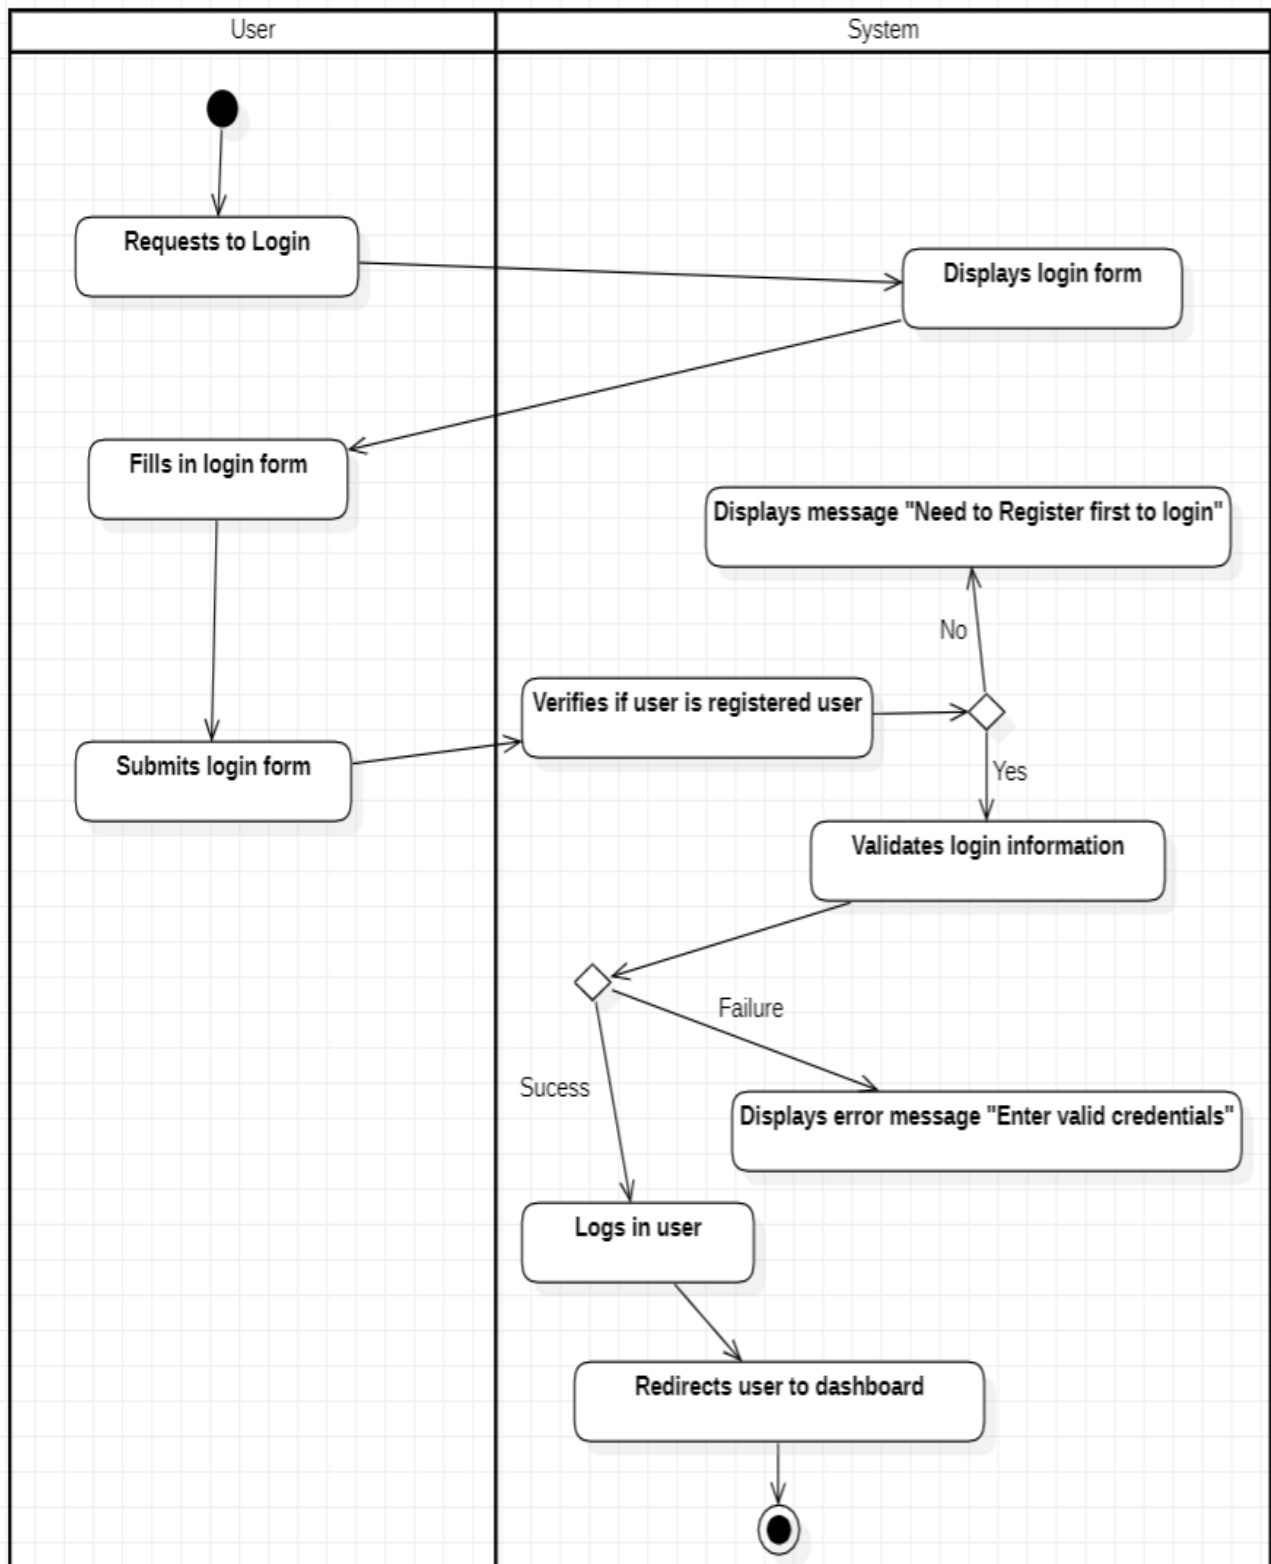 User
System
Requests to Login
Displays login form
Fills in login form
Displays message "Need to Register first to login"
No
Verifies if user is registered user
Yes
Submits login form
Validates login information
Failure
Sucess
Displays error message "Enter valid credentials"
Logs in user
Redirects user to dashboard